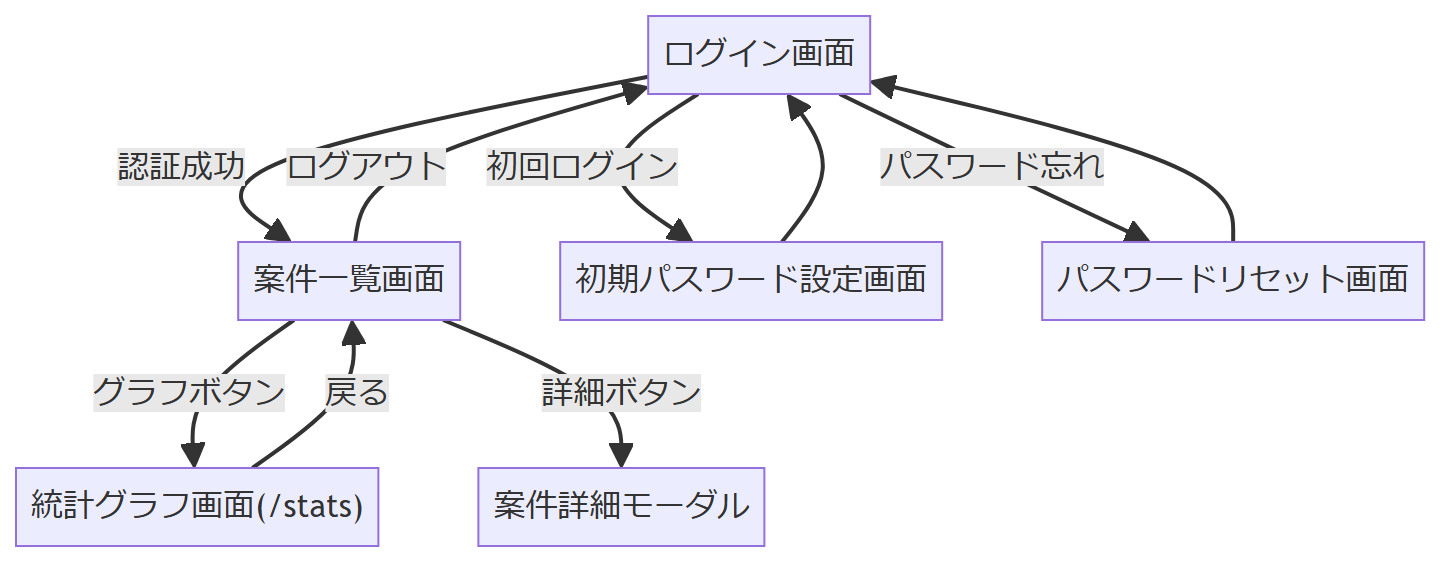 ログイン画面
認証成功
ログアウト
初回ログイン
パスワード忘れ
案件一覧画面
初期パスワード設定画面
パスワードリセット画面
グラフボタン
戻る
詳細ボタン
統計グラフ画面(/stats)
案件詳細モーダル